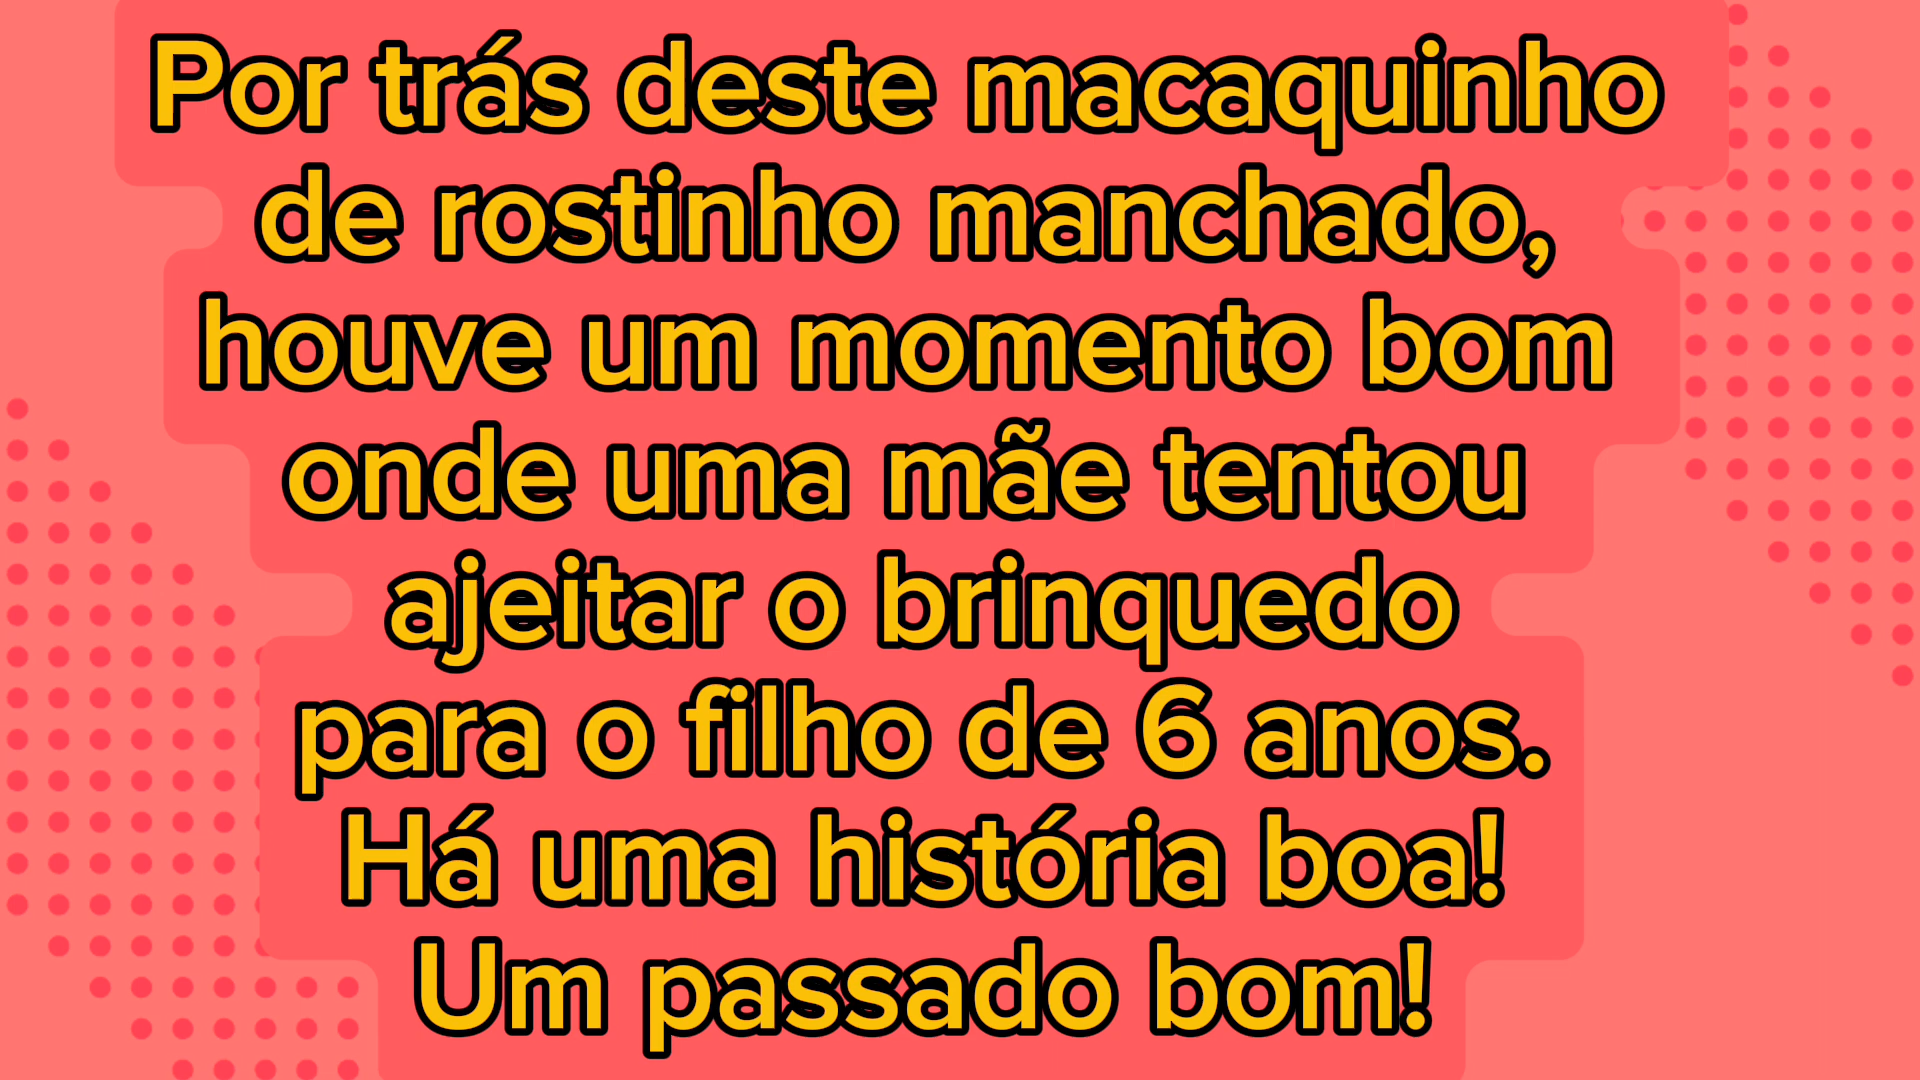 Por trás deste macaquinho
de rostinho manchado,
houve um momento bom
onde uma mãe tentou
ajeitar o brinquedo
para o filho de 6 anos.
Há uma história boa!
Um passado bom!